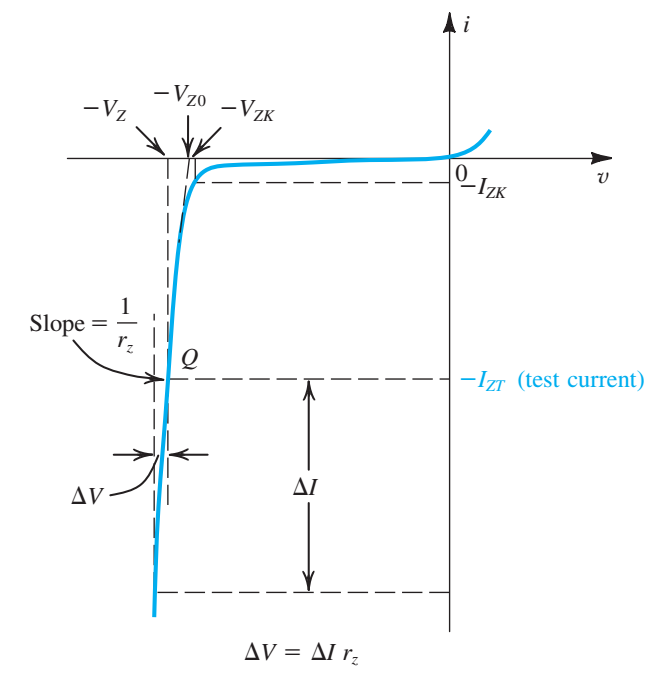 i
−V_Z0
−V_Z −V_ZK
0
v
−I_ZK
Slope = 1/r_z
Q
−I_ZT (test current)
ΔV
ΔI
ΔV = ΔI r_z